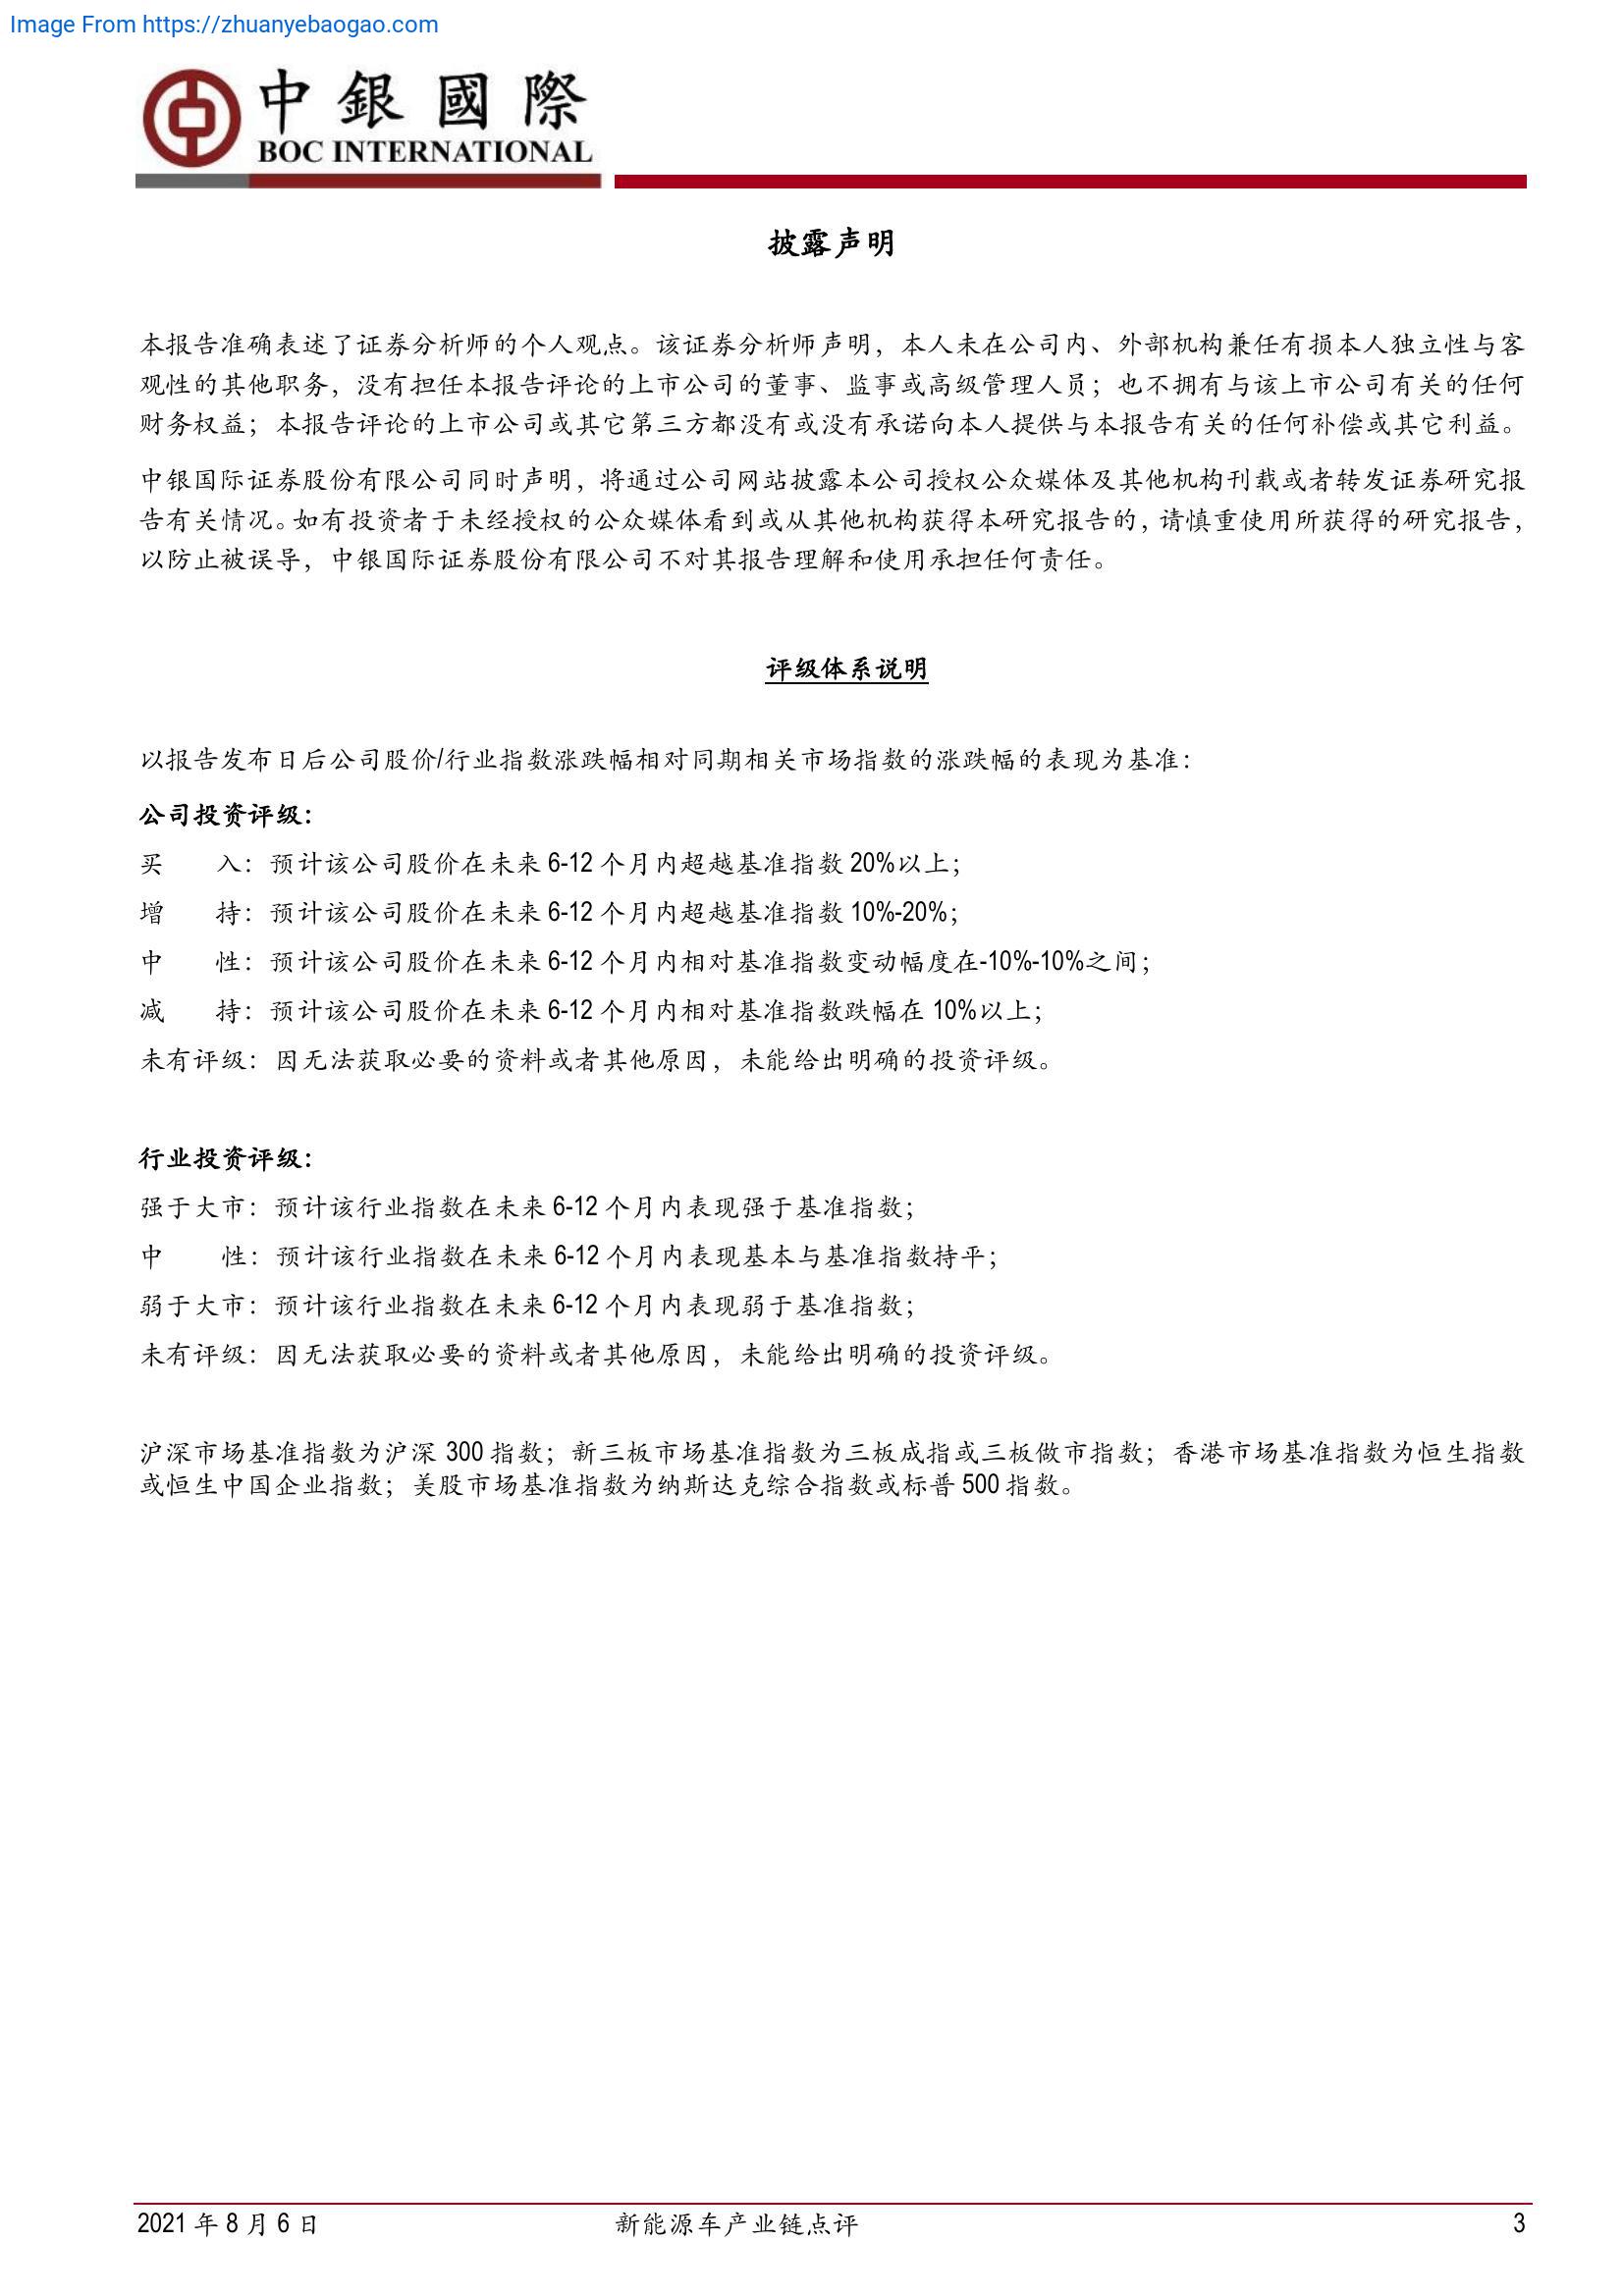 Image From https://zhuanyebaogao.com
中銀國際
BOC INTERNATIONAL
披露声明
本报告准确表述了证券分析师的个人观点。该证券分析师声明，本人未在公司内、外部机构兼任有损本人独立性与客
观性的其他职务，没有担任本报告评论的上市公司的董事、监事或高级管理人员；也不拥有与该上市公司有关的任何
财务权益；本报告评论的上市公司或其它第三方都没有或没有承诺向本人提供与本报告有关的任何补偿或其它利益。
中银国际证券股份有限公司同时声明，将通过公司网站披露本公司授权公众媒体及其他机构刊载或者转发证券研究报
告有关情况。如有投资者于未经授权的公众媒体看到或从其他机构获得本研究报告的，请慎重使用所获得的研究报告，
以防止被误导，中银国际证券股份有限公司不对其报告理解和使用承担任何责任。
评级体系说明
以报告发布日后公司股价/行业指数涨跌幅相对同期相关市场指数的涨跌幅的表现为基准：
公司投资评级：
买 入：预计该公司股价在未来 6-12 个月内超越基准指数 20%以上；
增 持：预计该公司股价在未来 6-12 个月内超越基准指数 10%-20%；
中 性：预计该公司股价在未来 6-12 个月内相对基准指数变动幅度在-10%-10%之间；
减 持：预计该公司股价在未来 6-12 个月内相对基准指数跌幅在 10%以上；
未有评级：因无法获取必要的资料或者其他原因，未能给出明确的投资评级。
行业投资评级：
强于大市：预计该行业指数在未来 6-12 个月内表现强于基准指数；
中 性：预计该行业指数在未来 6-12 个月内表现基本与基准指数持平；
弱于大市：预计该行业指数在未来 6-12 个月内表现弱于基准指数；
未有评级：因无法获取必要的资料或者其他原因，未能给出明确的投资评级。
沪深市场基准指数为沪深 300 指数；新三板市场基准指数为三板成指或三板做市指数；香港市场基准指数为恒生指数
或恒生中国企业指数；美股市场基准指数为纳斯达克综合指数或标普 500 指数。
2021 年 8 月 6 日 新能源车产业链点评 3